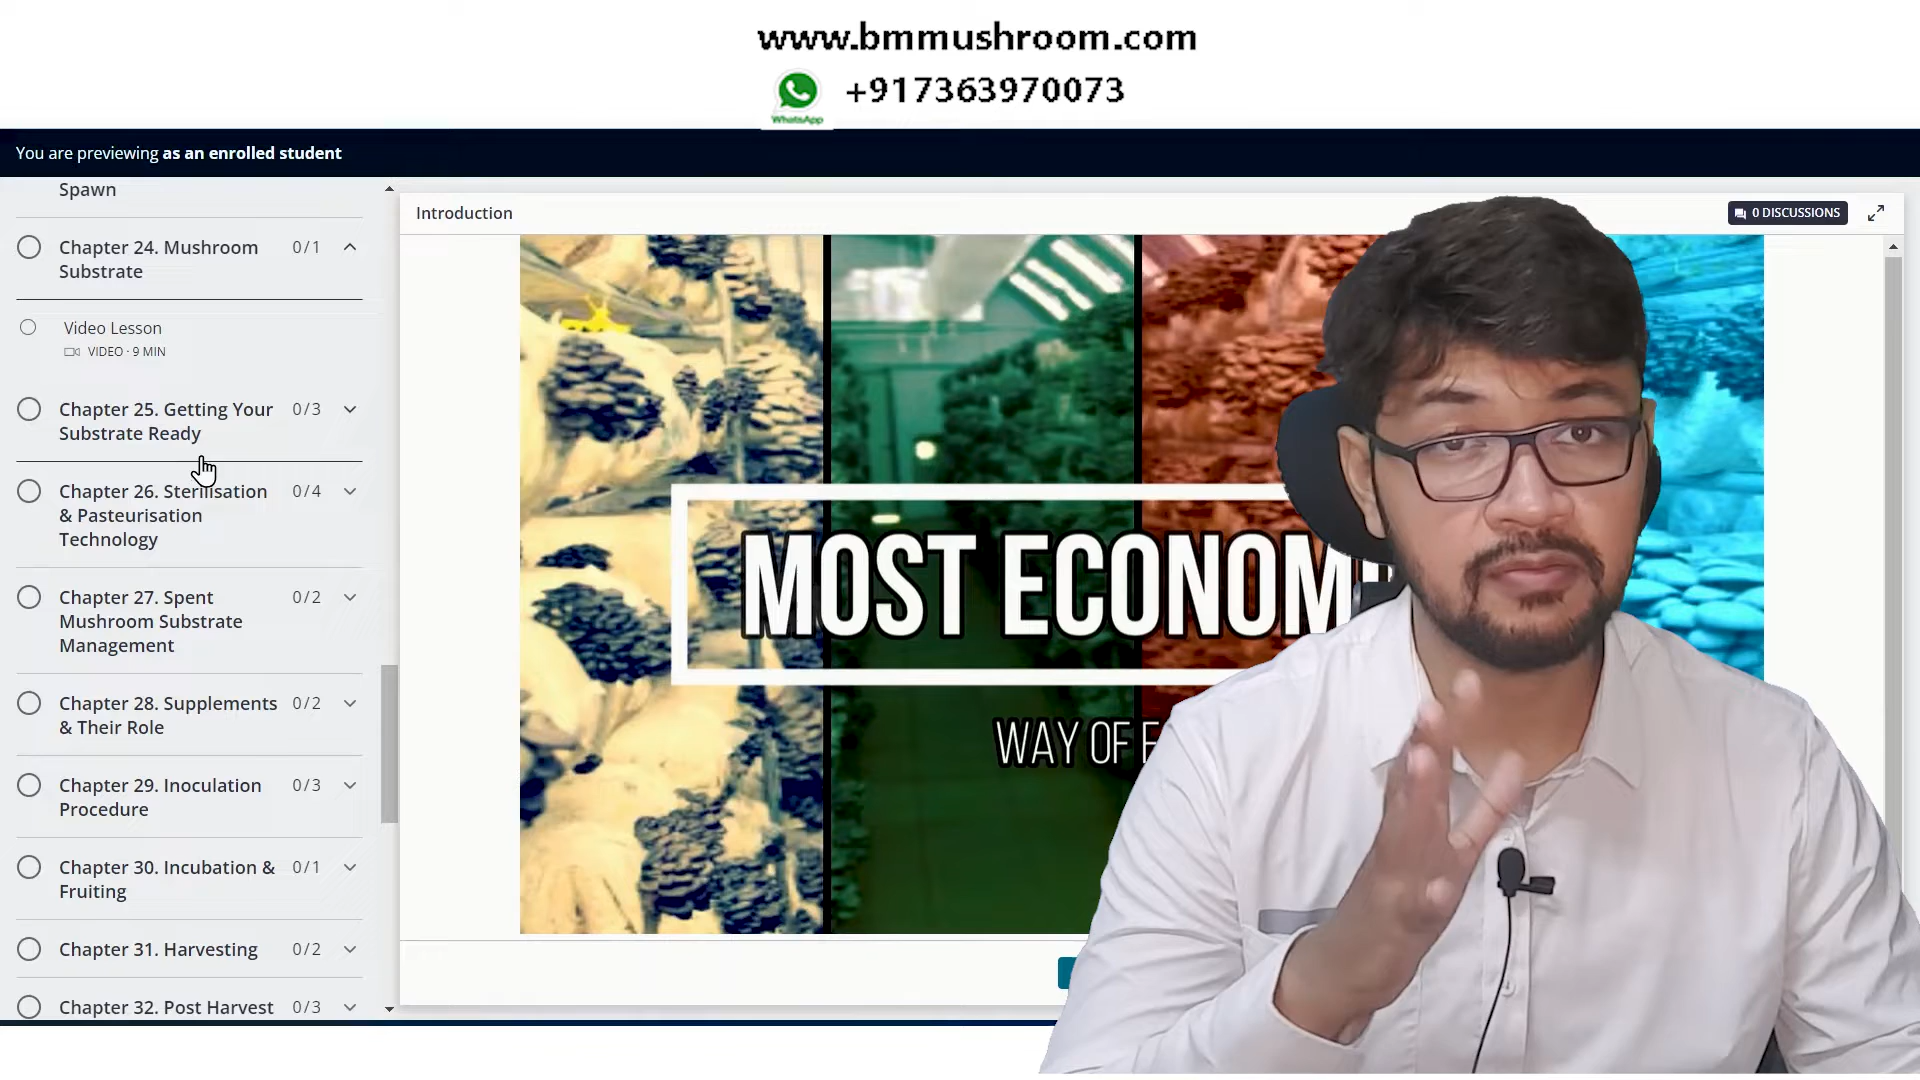 www.bmmushroom.com
WhatsApp
+917363970073
You are previewing as an enrolled student
Spawn
Chapter 24. Mushroom 0 / 1
Substrate
Video Lesson
VIDEO · 9 MIN
Chapter 25. Getting Your 0 / 3
Substrate Ready
Chapter 26. Sterilisation 0 / 4
& Pasteurisation
Technology
Chapter 27. Spent 0 / 2
Mushroom Substrate
Management
Chapter 28. Supplements 0 / 2
& Their Role
Chapter 29. Inoculation 0 / 3
Procedure
Chapter 30. Incubation & 0 / 1
Fruiting
Chapter 31. Harvesting 0 / 2
Chapter 32. Post Harvest 0 / 3
Introduction
0 DISCUSSIONS
MOST ECONOM
WAY OF